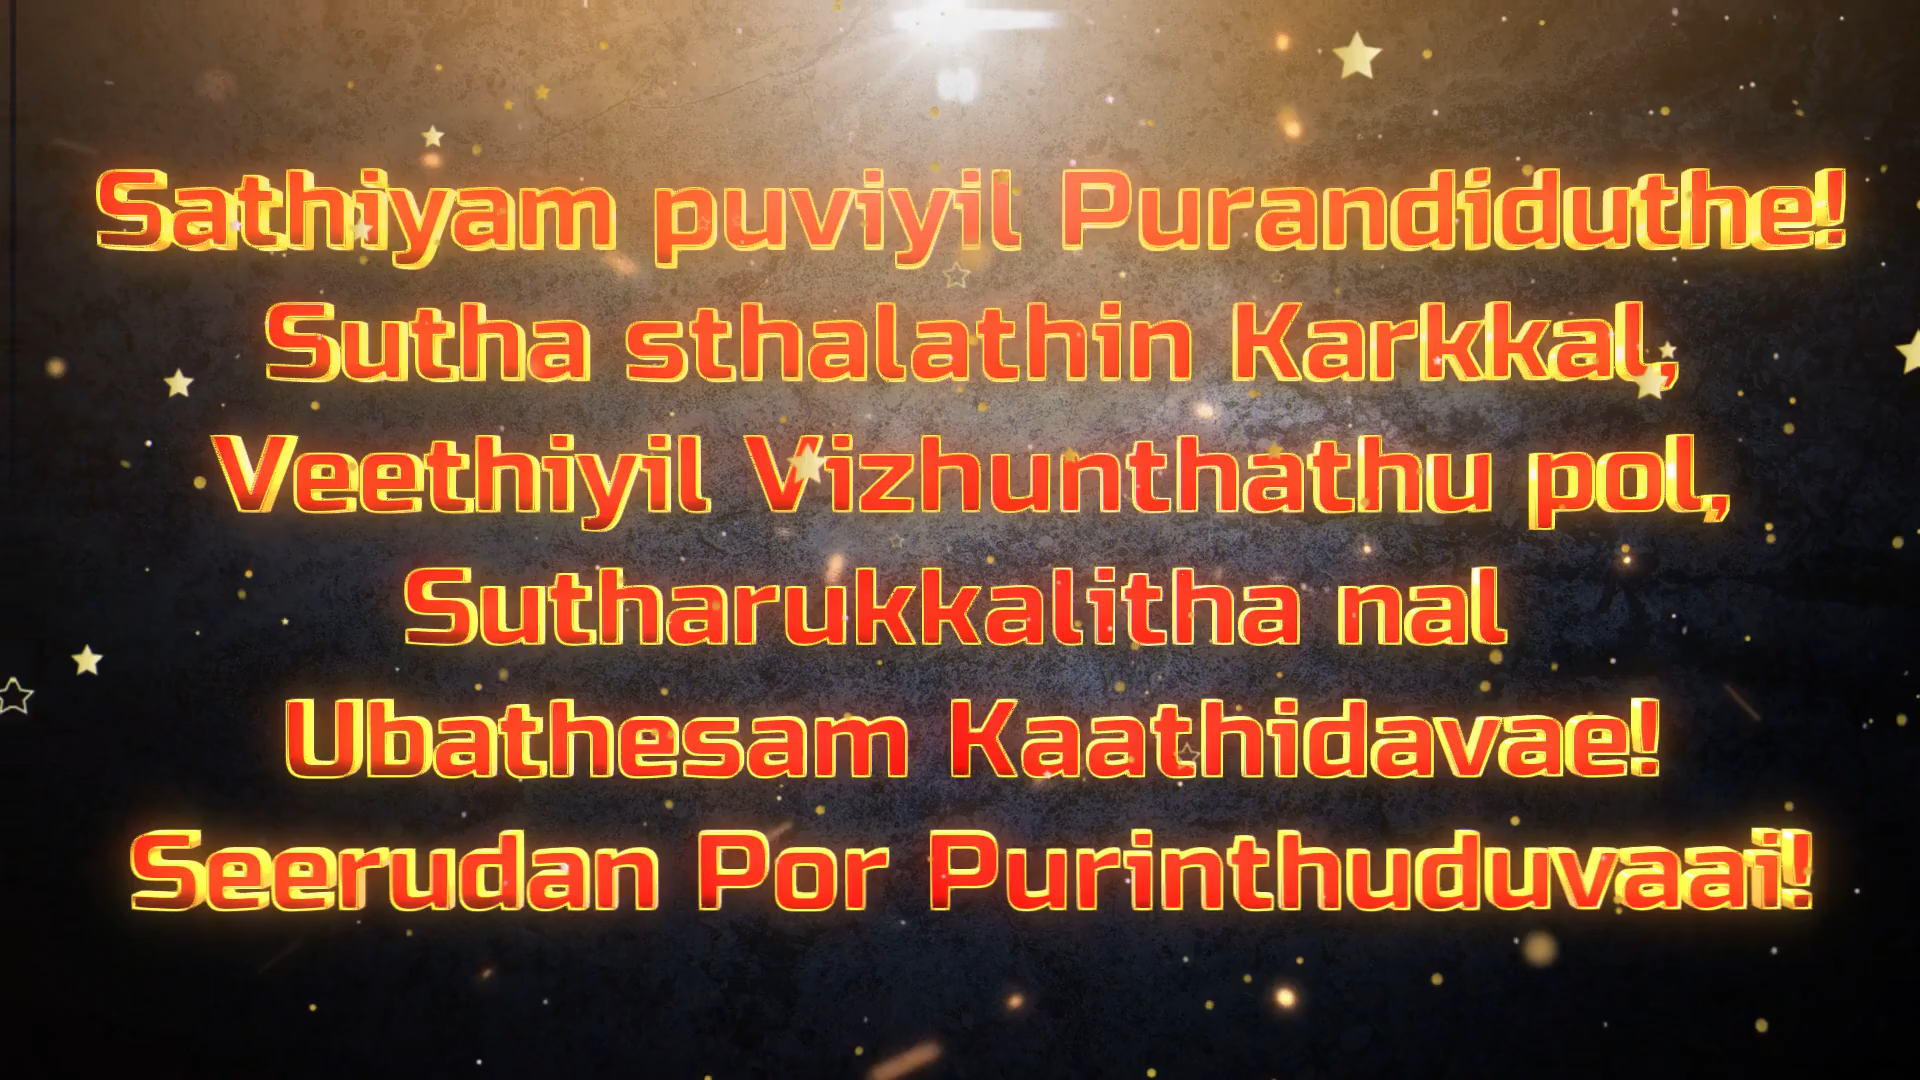 Sathiyam puviyil Purandiduthe!
Sutha sthalathin Karkkal,
Veethiyil Vizhunthathu pol,
Sutharukkalitha nal
Ubathesam Kaathidavae!
Seerudan Por Purinthuduvaai!